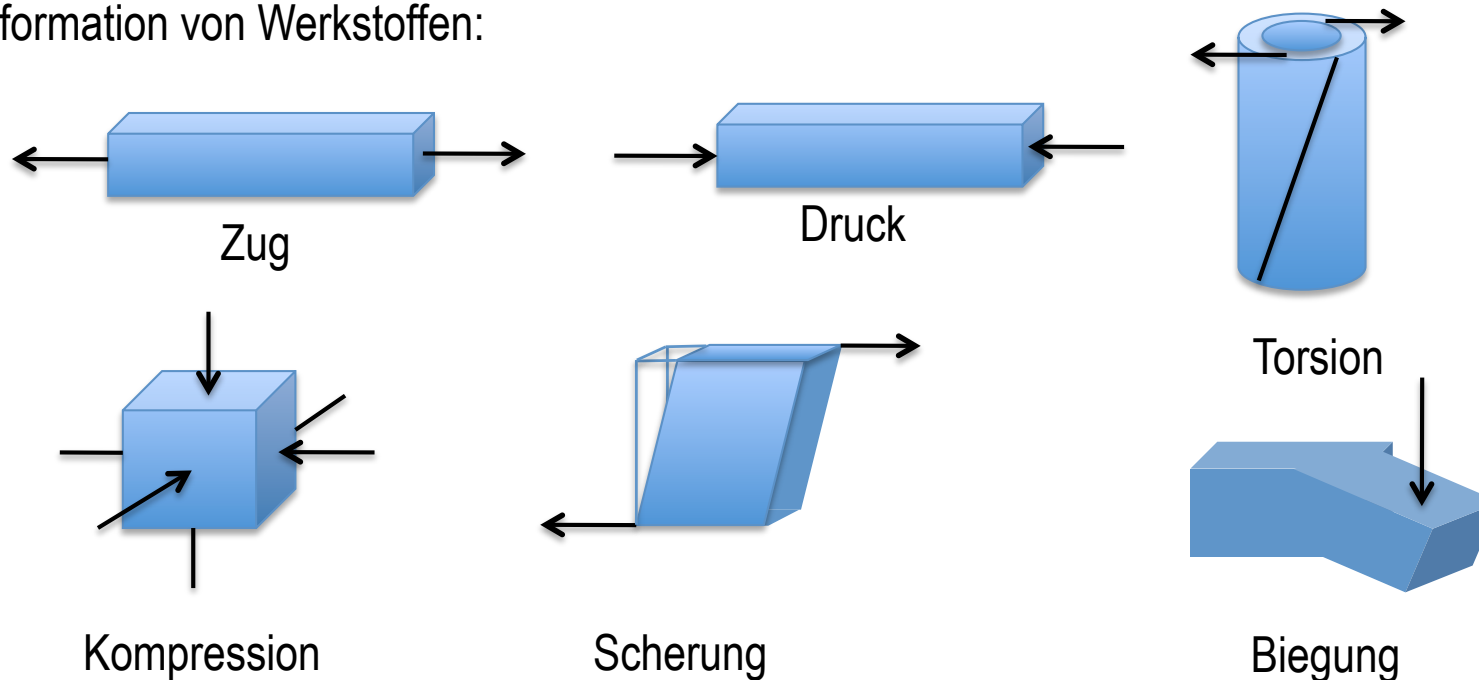 formation von Werkstoffen:
Zug
Druck
Torsion
Kompression
Scherung
Biegung